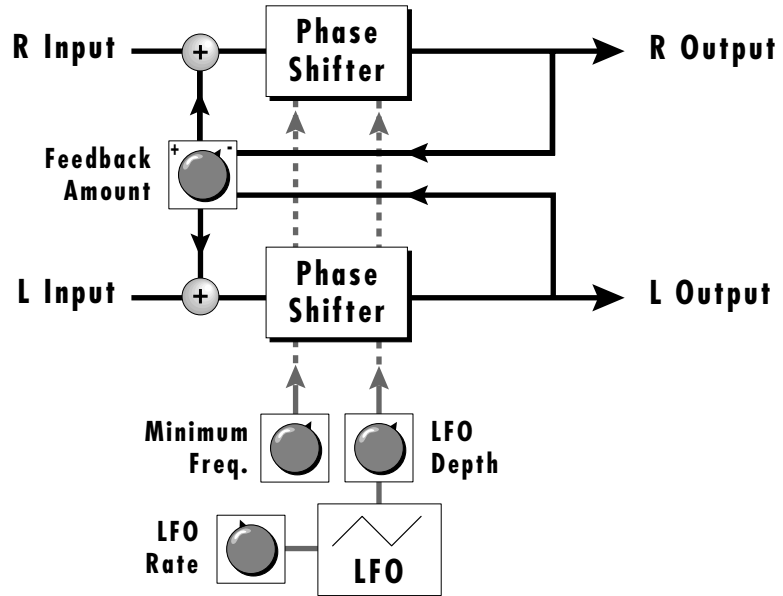 R Input
+
Phase
Shifter
R Output
Feedback
Amount
+ -
L Input
+
Phase
Shifter
L Output
Minimum
Freq.
LFO
Depth
LFO
Rate
LFO